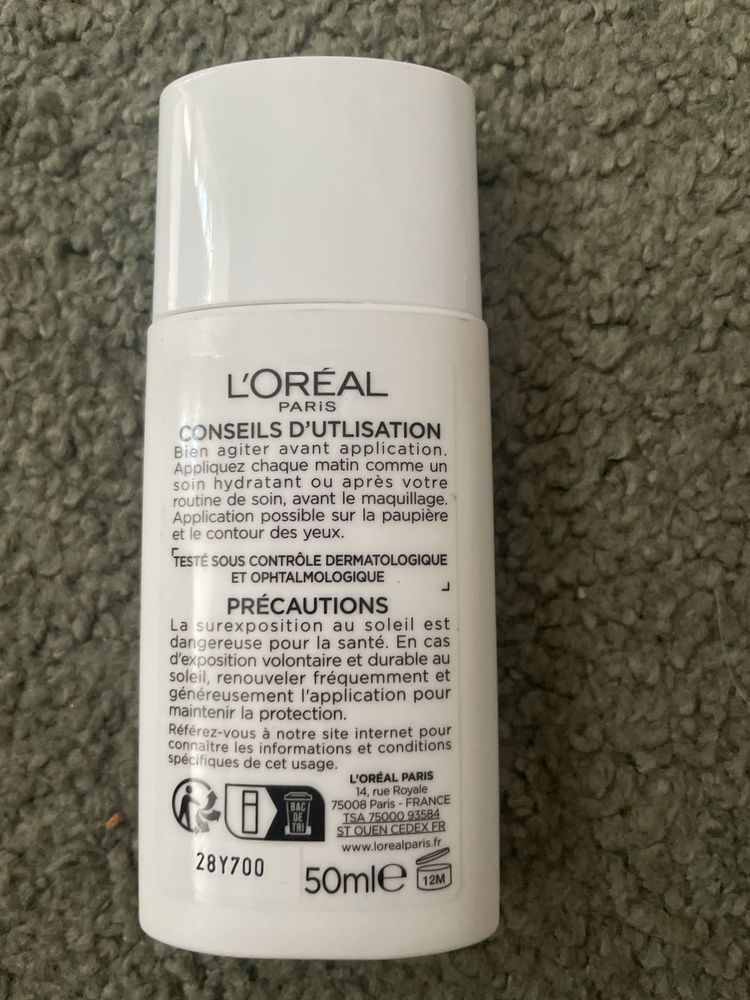 L'ORÉAL
PARIS
CONSEILS D'UTLISATION
Bien agiter avant application.
Appliquez chaque matin comme un
soin hydratant ou après votre
routine de soin, avant le maquillage.
Application possible sur la paupière
et le contour des yeux.
TESTÉ SOUS CONTRÔLE DERMATOLOGIQUE
ET OPHTALMOLOGIQUE
PRÉCAUTIONS
La surexposition au soleil est
dangereuse pour la santé. En cas
d'exposition volontaire et durable au
soleil, renouveler fréquemment et
généreusement l'application pour
maintenir la protection.
Référez-vous à notre site internet pour
connaître les informations et conditions
spécifiques de cet usage.
BAC
DE
TRI
L'ORÉAL PARIS
14, rue Royale
75008 Paris - FRANCE
TSA 75000 93584
ST OUEN CEDEX FR
www.lorealparis.fr
28Y700
50ml℮
12M